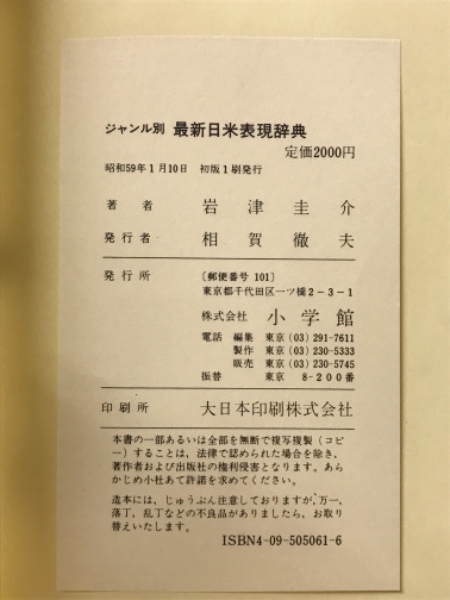 ジャンル別 最新日米表現辞典
定価2000円
昭和59年1月10日 初版1刷発行
著者 岩津圭介
発行者 相賀徹夫
発行所 〔郵便番号 101〕
東京都千代田区一ツ橋2-3-1
株式会社 小学館
電話 編集 東京(03)291-7611
製作 東京(03)230-5333
販売 東京(03)230-5745
振替 東京 8-200番
印刷所 大日本印刷株式会社
本書の一部あるいは全部を無断で複写複製(コピ
ー)することは、法律で認められた場合を除き、
著作者および出版社の権利侵害となります。あら
かじめ小社あて許諾を求めてください。
造本には、じゅうぶん注意しておりますが、万一、
落丁、乱丁などの不良品がありましたら、お取り
替えいたします。
ISBN4-09-505061-6